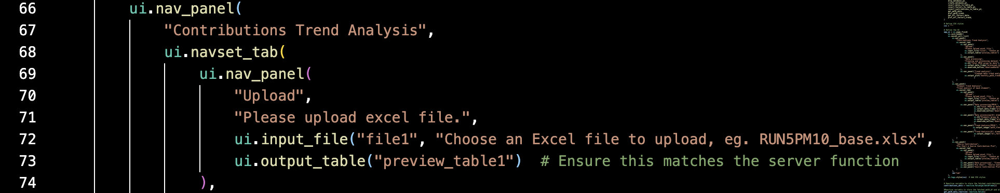 66 ui.nav_panel(
67 "Contributions Trend Analysis",
68 ui.navset_tab(
69 ui.nav_panel(
70 "Upload",
71 "Please upload excel file.",
72 ui.input_file("file1", "Choose an Excel file to upload, eg. RUN5PM10_base.xlsx",
73 ui.output_table("preview_table1")  # Ensure this matches the server function
74 ),